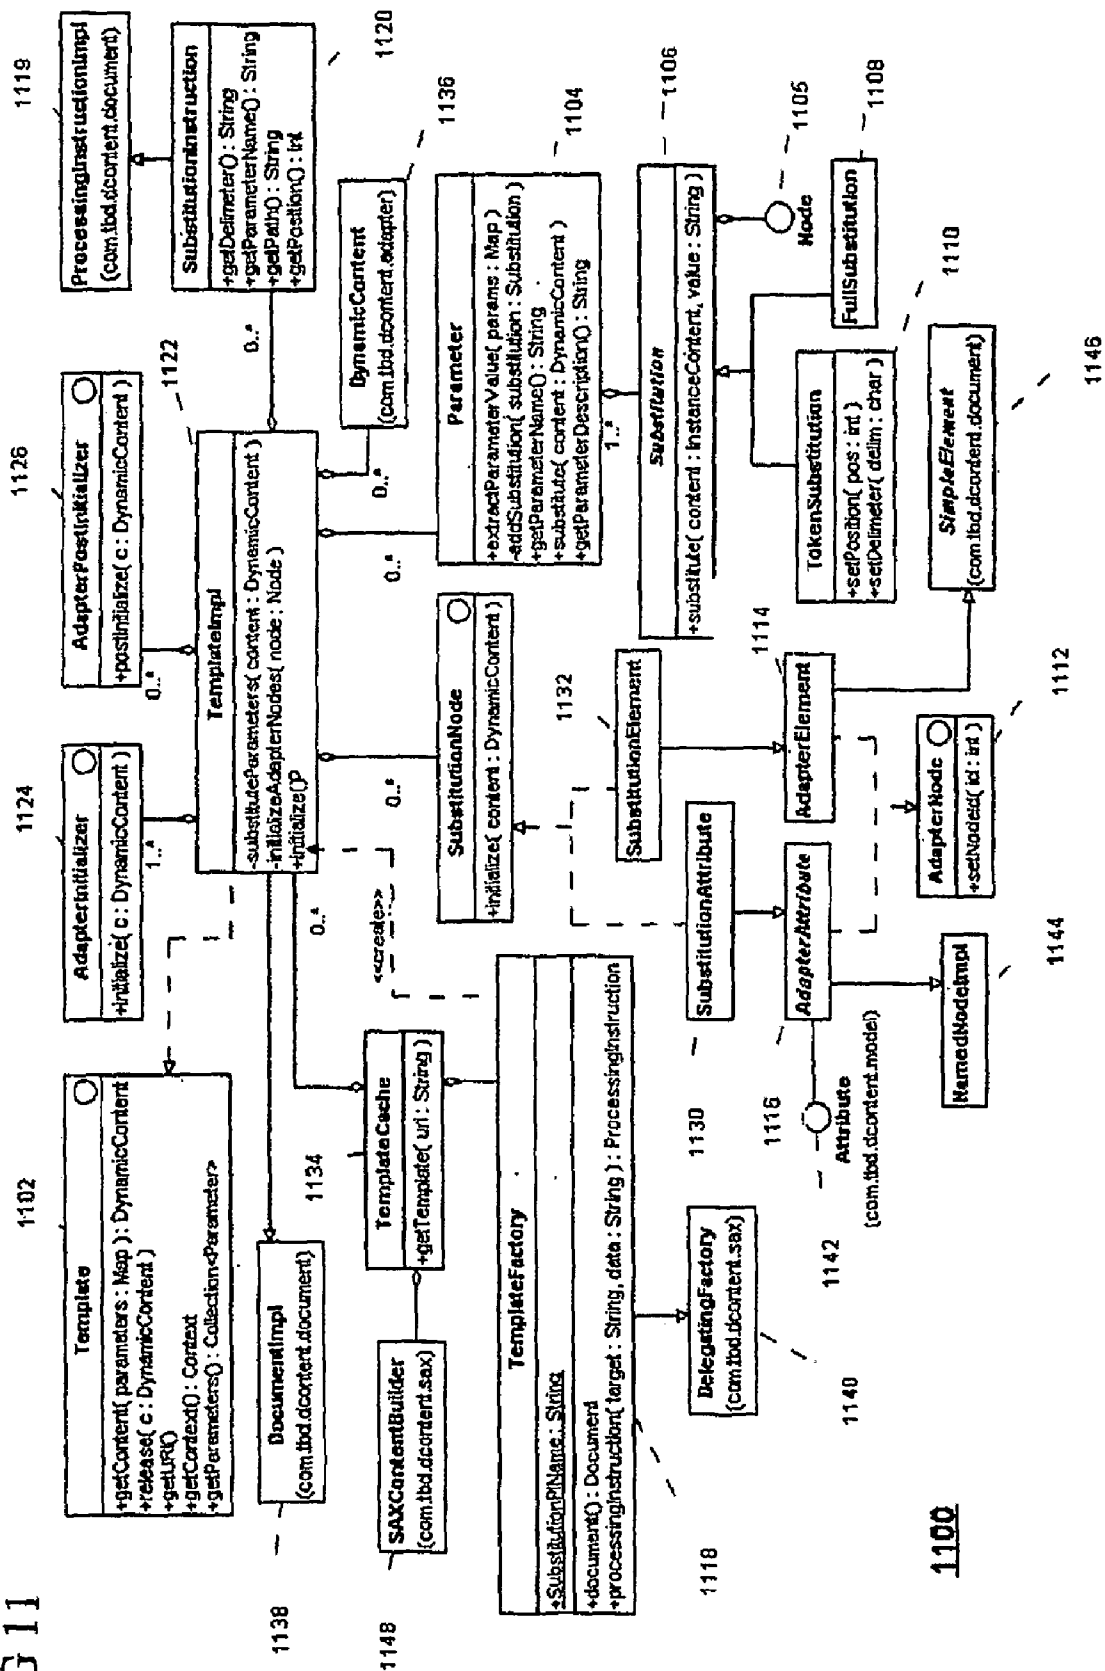 G 11
1102
Template
+getContent( parameters : Map ) : DynamicContent
+release( c : DynamicContent )
+getURI()
+getContext() : Context
+getParameters() : Collection<Parameter>
1124
AdapterInitializer
+initialize( c : DynamicContent )
1..*
1126
AdapterPostInitializer
+postInitialize( c : DynamicContent )
0..*
1119
ProcessingInstructionImpl
(com.tbd.dcontent.document)
SubstitutionInstruction
+getDelimeter() : String
+getParameterName() : String
+getPath() : String
+getPosition() : int
1120
0..*
1122
TemplateImpl
-substituteParameters( content : DynamicContent )
-initializeAdapterNodes( node : Node )
+initialize()P
0..*
1138
DocumentImpl
(com.tbd.dcontent.document)
1134
TemplateCache
+getTemplate( uri : String )
1148
SAXContentBuilder
(com.tbd.dcontent.sax)
<<create>>
0..*
0..*
0..*
DynamicContent
(com.tbd.dcontent.adapter)
1136
SubstitutionNode
+initialize( content : DynamicContent )
Parameter
+extractParameterValue( params : Map )
-addSubstitution( substitution : Substitution )
+getParameterName() : String
+substitute( content : DynamicContent )
+getParameterDescription() : String
1104
1..*
TemplateFactory
+SubstitutionPIName : String
+document() : Document
+processingInstruction( target : String, data : String ) : ProcessingInstruction
1118
1132
SubstitutionElement
Substitution
+substitute( content : InstanceContent, value : String )
1106
1105
Node
1130
SubstitutionAttribute
1114
AdapterElement
TokenSubstitution
+setPosition( pos : int )
+setDelimeter( delim : char )
FullSubstitution
1108
1110
DelegatingFactory
(com.tbd.dcontent.sax)
1140
1116
AdapterAttribute
Attribute
(com.tbd.dcontent.model)
1142
AdapterNode
+setNodeId( id : int )
1112
SimpleElement
(com.tbd.dcontent.document)
1146
NamedNodeImpl
1144
1100